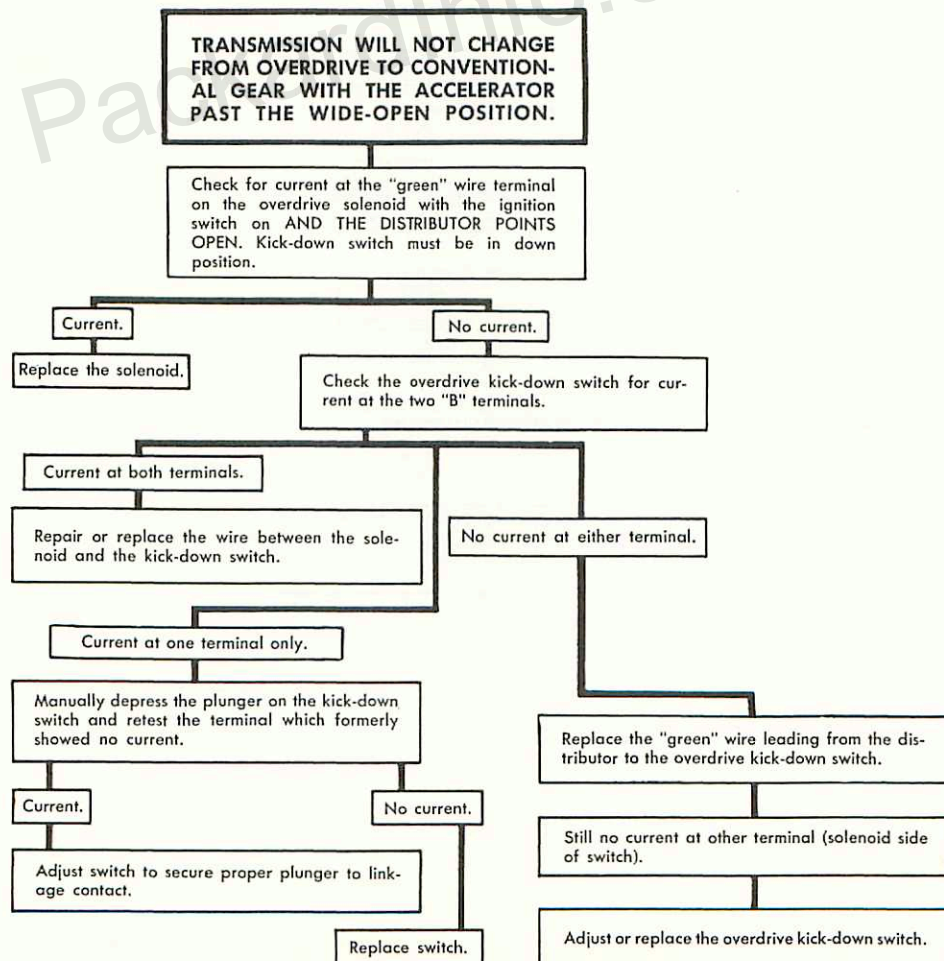 PackardInfo.c
TRANSMISSION WILL NOT CHANGE
FROM OVERDRIVE TO CONVENTION-
AL GEAR WITH THE ACCELERATOR
PAST THE WIDE-OPEN POSITION.
Check for current at the "green" wire terminal
on the overdrive solenoid with the ignition
switch on AND THE DISTRIBUTOR POINTS
OPEN. Kick-down switch must be in down
position.
Current.
No current.
Replace the solenoid.
Check the overdrive kick-down switch for cur-
rent at the two "B" terminals.
Current at both terminals.
Repair or replace the wire between the sole-
noid and the kick-down switch.
No current at either terminal.
Current at one terminal only.
Manually depress the plunger on the kick-down
switch and retest the terminal which formerly
showed no current.
Replace the "green" wire leading from the dis-
tributor to the overdrive kick-down switch.
Current.
No current.
Still no current at other terminal (solenoid side
of switch).
Adjust switch to secure proper plunger to link-
age contact.
Replace switch.
Adjust or replace the overdrive kick-down switch.